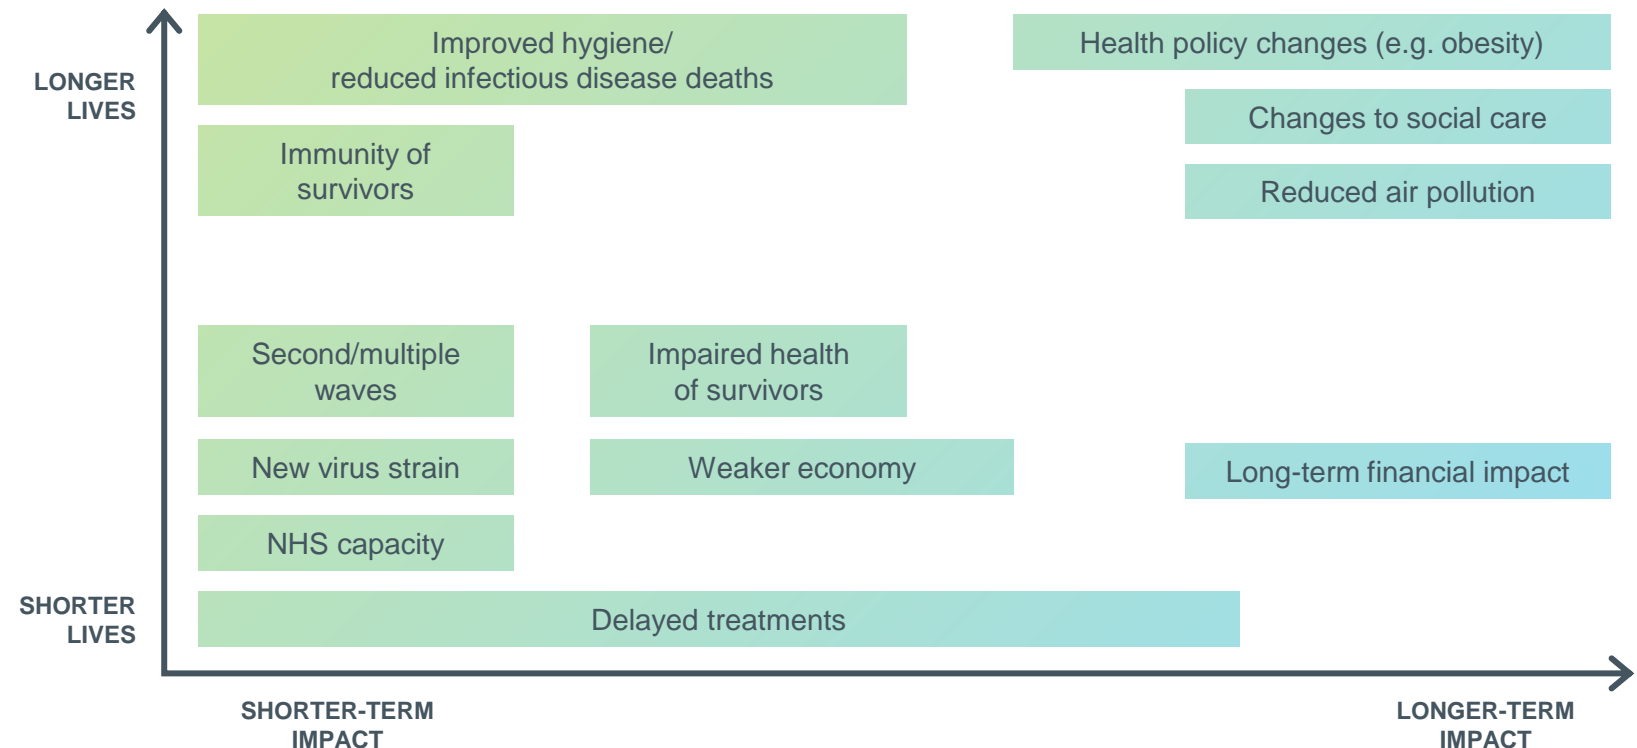 LONGER
LIVES
Improved hygiene/
reduced infectious disease deaths
Health policy changes (e.g. obesity)
Changes to social care
Immunity of
survivors
Reduced air pollution
Second/multiple
waves
Impaired health
of survivors
New virus strain
Weaker economy
Long-term financial impact
NHS capacity
SHORTER
LIVES
Delayed treatments
SHORTER-TERM
IMPACT
LONGER-TERM
IMPACT